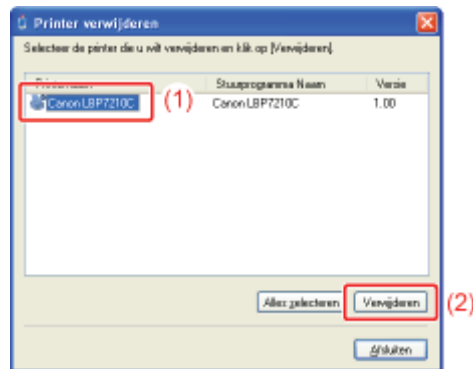 Printer verwijderen
Selecteer de printer die u wilt verwijderen en klik op [Verwijderen].
Printernaam Stuurprogramma Naam Versie
Canon LBP7210C (1) Canon LBP7210C 1.00
Alles selecteren Verwijderen (2)
Afsluiten